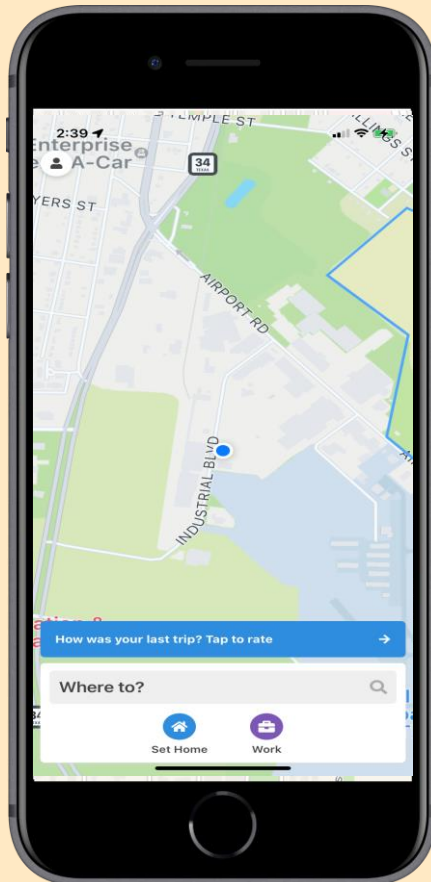 2:39
TEMPLE ST
Enterprise
A-Car
34
TEXAS
YERS ST
AIRPORT RD
INDUSTRIAL BLVD
How was your last trip? Tap to rate
Where to?
Set Home
Work